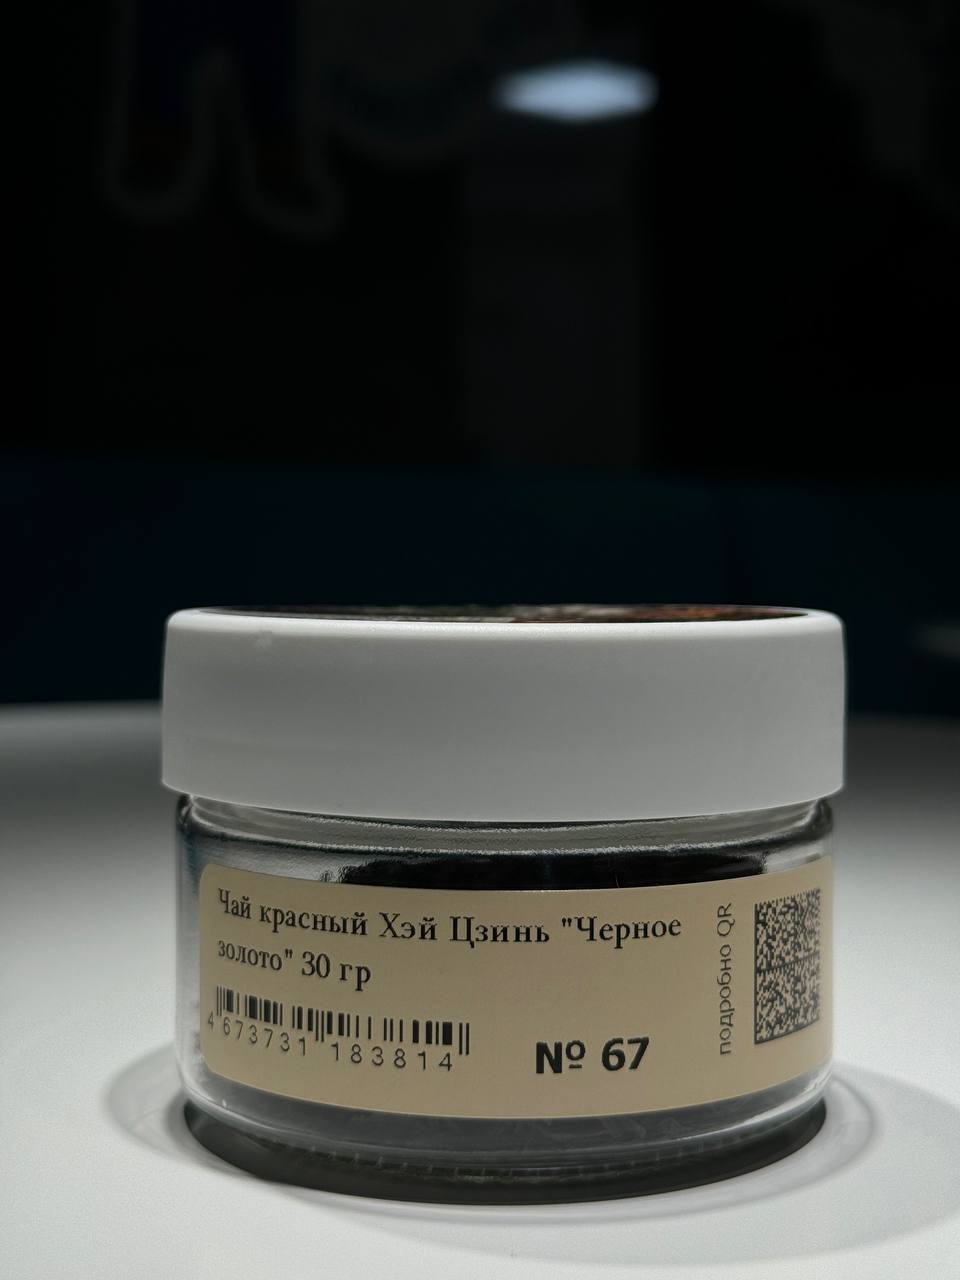 Чай красный Хэй Цзинь "Черное
золото" 30 гр
4 673731 183814
№ 67
подробно QR